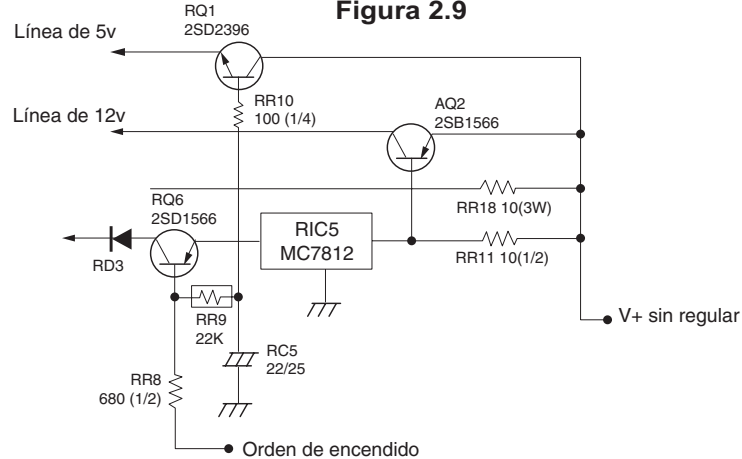 Figura 2.9
RQ1
2SD2396
Línea de 5v
RR10
100 (1/4)
AQ2
2SB1566
Línea de 12v
RR18 10(3W)
RQ6
2SD1566
RIC5
MC7812
RR11 10(1/2)
RD3
V+ sin regular
RR9
22K
RC5
22/25
RR8
680 (1/2)
Orden de encendido